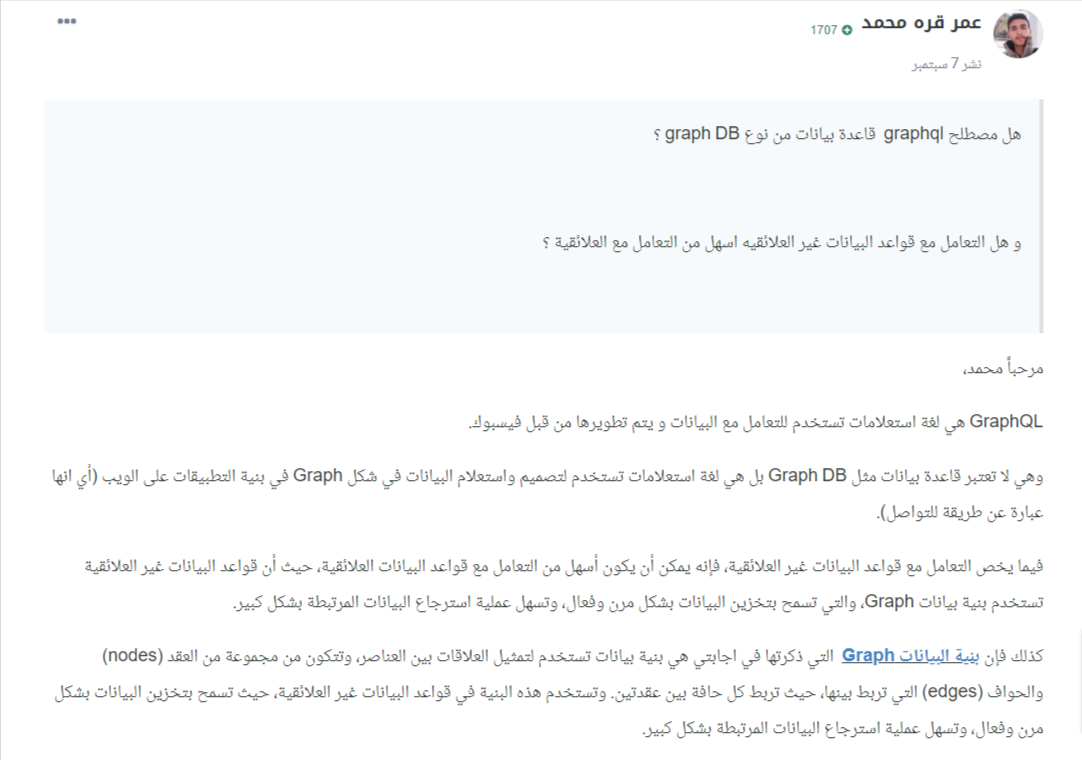 عمر قره محمد
1707
نشر 7 سبتمبر
هل مصطلح graphql قاعدة بيانات من نوع graph DB ؟
و هل التعامل مع قواعد البيانات غير العلائقيه اسهل من التعامل مع العلائقية ؟
مرحباً محمد،
GraphQL هي لغة استعلامات تستخدم للتعامل مع البيانات و يتم تطويرها من قبل فيسبوك.
وهي لا تعتبر قاعدة بيانات مثل Graph DB بل هي لغة استعلامات تستخدم لتصميم واستعلام البيانات في شكل Graph في بنية التطبيقات على الويب (أي انها
عبارة عن طريقة للتواصل).
فيما يخص التعامل مع قواعد البيانات غير العلائقية، فإنه يمكن أن يكون أسهل من التعامل مع قواعد البيانات العلائقية، حيث أن قواعد البيانات غير العلائقية
تستخدم بنية بيانات Graph، والتي تسمح بتخزين البيانات بشكل مرن وفعال، وتسهل عملية استرجاع البيانات المرتبطة بشكل كبير.
كذلك فإن بنية البيانات Graph التي ذكرتها في اجابتي هي بنية بيانات تستخدم لتمثيل العلاقات بين العناصر، وتتكون من مجموعة من العقد (nodes)
والحواف (edges) التي تربط بينها، حيث تربط كل حافة بين عقدتين. وتستخدم هذه البنية في قواعد البيانات غير العلائقية، حيث تسمح بتخزين البيانات بشكل
مرن وفعال، وتسهل عملية استرجاع البيانات المرتبطة بشكل كبير.